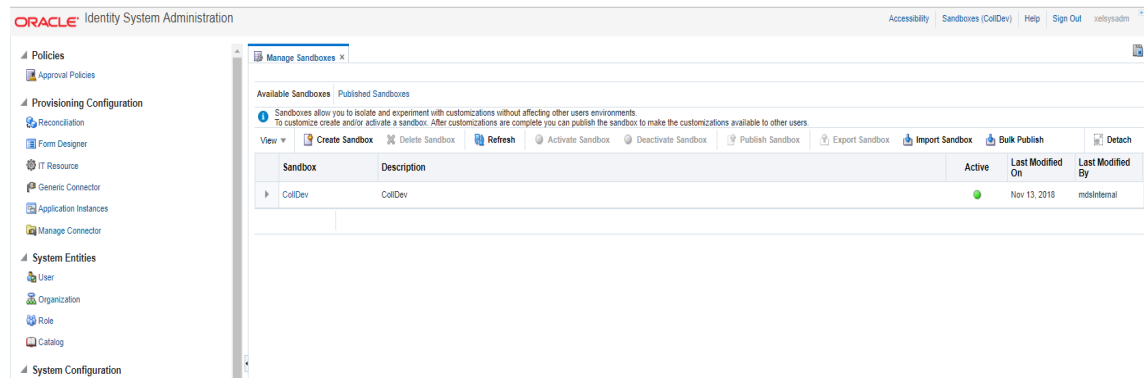 ORACLE® Identity System Administration
Accessibility Sandboxes (CollDev) Help Sign Out xelsysadm
Policies
Approval Policies
Provisioning Configuration
Reconciliation
Form Designer
IT Resource
Generic Connector
Application Instances
Manage Connector
System Entities
User
Organization
Role
Catalog
System Configuration
Manage Sandboxes ×
Available Sandboxes Published Sandboxes
Sandboxes allow you to isolate and experiment with customizations without affecting other users environments.
To customize create and/or activate a sandbox. After customizations are complete you can publish the sandbox to make the customizations available to other users.
View Create Sandbox Delete Sandbox Refresh Activate Sandbox Deactivate Sandbox Publish Sandbox Export Sandbox Import Sandbox Bulk Publish Detach
Sandbox Description Active Last Modified On Last Modified By
CollDev CollDev Nov 13, 2018 mdsInternal